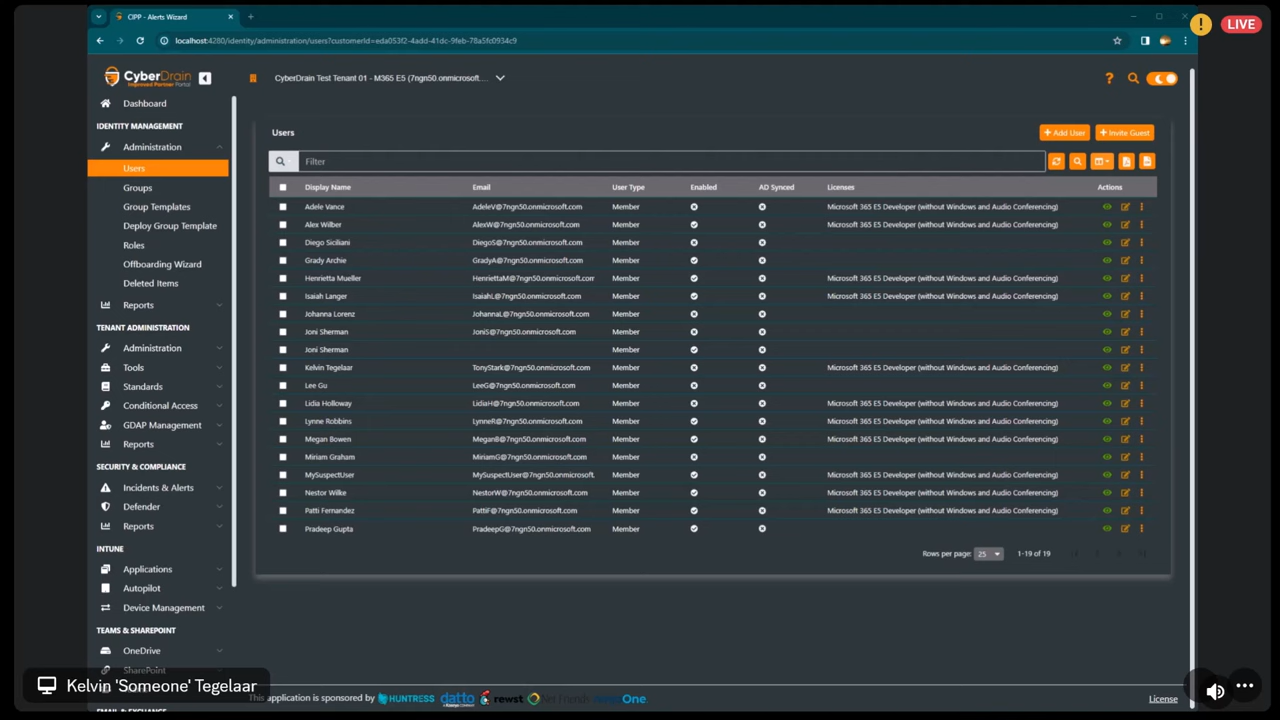 CIPP - Alerts Wizard
LIVE
localhost:4280/identity/administration/users?customerId=eda053f2-4add-41dc-9feb-78a5fc0934c9
CyberDrain
Improved Partner Portal
CyberDrain Test Tenant 01 - M365 E5 (7ngn50.onmicrosoft....
Dashboard
IDENTITY MANAGEMENT
Administration
Users
Groups
Group Templates
Deploy Group Template
Roles
Offboarding Wizard
Deleted Items
Reports
TENANT ADMINISTRATION
Administration
Tools
Standards
Conditional Access
GDAP Management
Reports
SECURITY & COMPLIANCE
Incidents & Alerts
Defender
Reports
INTUNE
Applications
Autopilot
Device Management
TEAMS & SHAREPOINT
OneDrive
SharePoint
Kelvin 'Someone' Tegelaar
Users
Add User
Invite Guest
Filter
Display Name Email User Type Enabled AD Synced Licenses Actions
Adele Vance AdeleV@7ngn50.onmicrosoft.com Member Microsoft 365 E5 Developer (without Windows and Audio Conferencing)
Alex Wilber AlexW@7ngn50.onmicrosoft.com Member Microsoft 365 E5 Developer (without Windows and Audio Conferencing)
Diego Siciliani DiegoS@7ngn50.onmicrosoft.com Member
Grady Archie GradyA@7ngn50.onmicrosoft.com Member
Henrietta Mueller HenriettaM@7ngn50.onmicrosoft.com Member Microsoft 365 E5 Developer (without Windows and Audio Conferencing)
Isaiah Langer IsaiahL@7ngn50.onmicrosoft.com Member Microsoft 365 E5 Developer (without Windows and Audio Conferencing)
Johanna Lorenz JohannaL@7ngn50.onmicrosoft.com Member
Joni Sherman JoniS@7ngn50.onmicrosoft.com Member
Joni Sherman Member
Kelvin Tegelaar TonyStark@7ngn50.onmicrosoft.com Member Microsoft 365 E5 Developer (without Windows and Audio Conferencing)
Lee Gu LeeG@7ngn50.onmicrosoft.com Member
Lidia Holloway LidiaH@7ngn50.onmicrosoft.com Member Microsoft 365 E5 Developer (without Windows and Audio Conferencing)
Lynne Robbins LynneR@7ngn50.onmicrosoft.com Member Microsoft 365 E5 Developer (without Windows and Audio Conferencing)
Megan Bowen MeganB@7ngn50.onmicrosoft.com Member Microsoft 365 E5 Developer (without Windows and Audio Conferencing)
Miriam Graham MiriamG@7ngn50.onmicrosoft.com Member
MySuspectUser MySuspectUser@7ngn50.onmicrosoft. Member Microsoft 365 E5 Developer (without Windows and Audio Conferencing)
Nestor Wilke NestorW@7ngn50.onmicrosoft.com Member Microsoft 365 E5 Developer (without Windows and Audio Conferencing)
Patti Fernandez PattiF@7ngn50.onmicrosoft.com Member Microsoft 365 E5 Developer (without Windows and Audio Conferencing)
Pradeep Gupta PradeepG@7ngn50.onmicrosoft.com Member
Rows per page: 25 1-19 of 19
This application is sponsored by HUNTRESS datto rewst One License